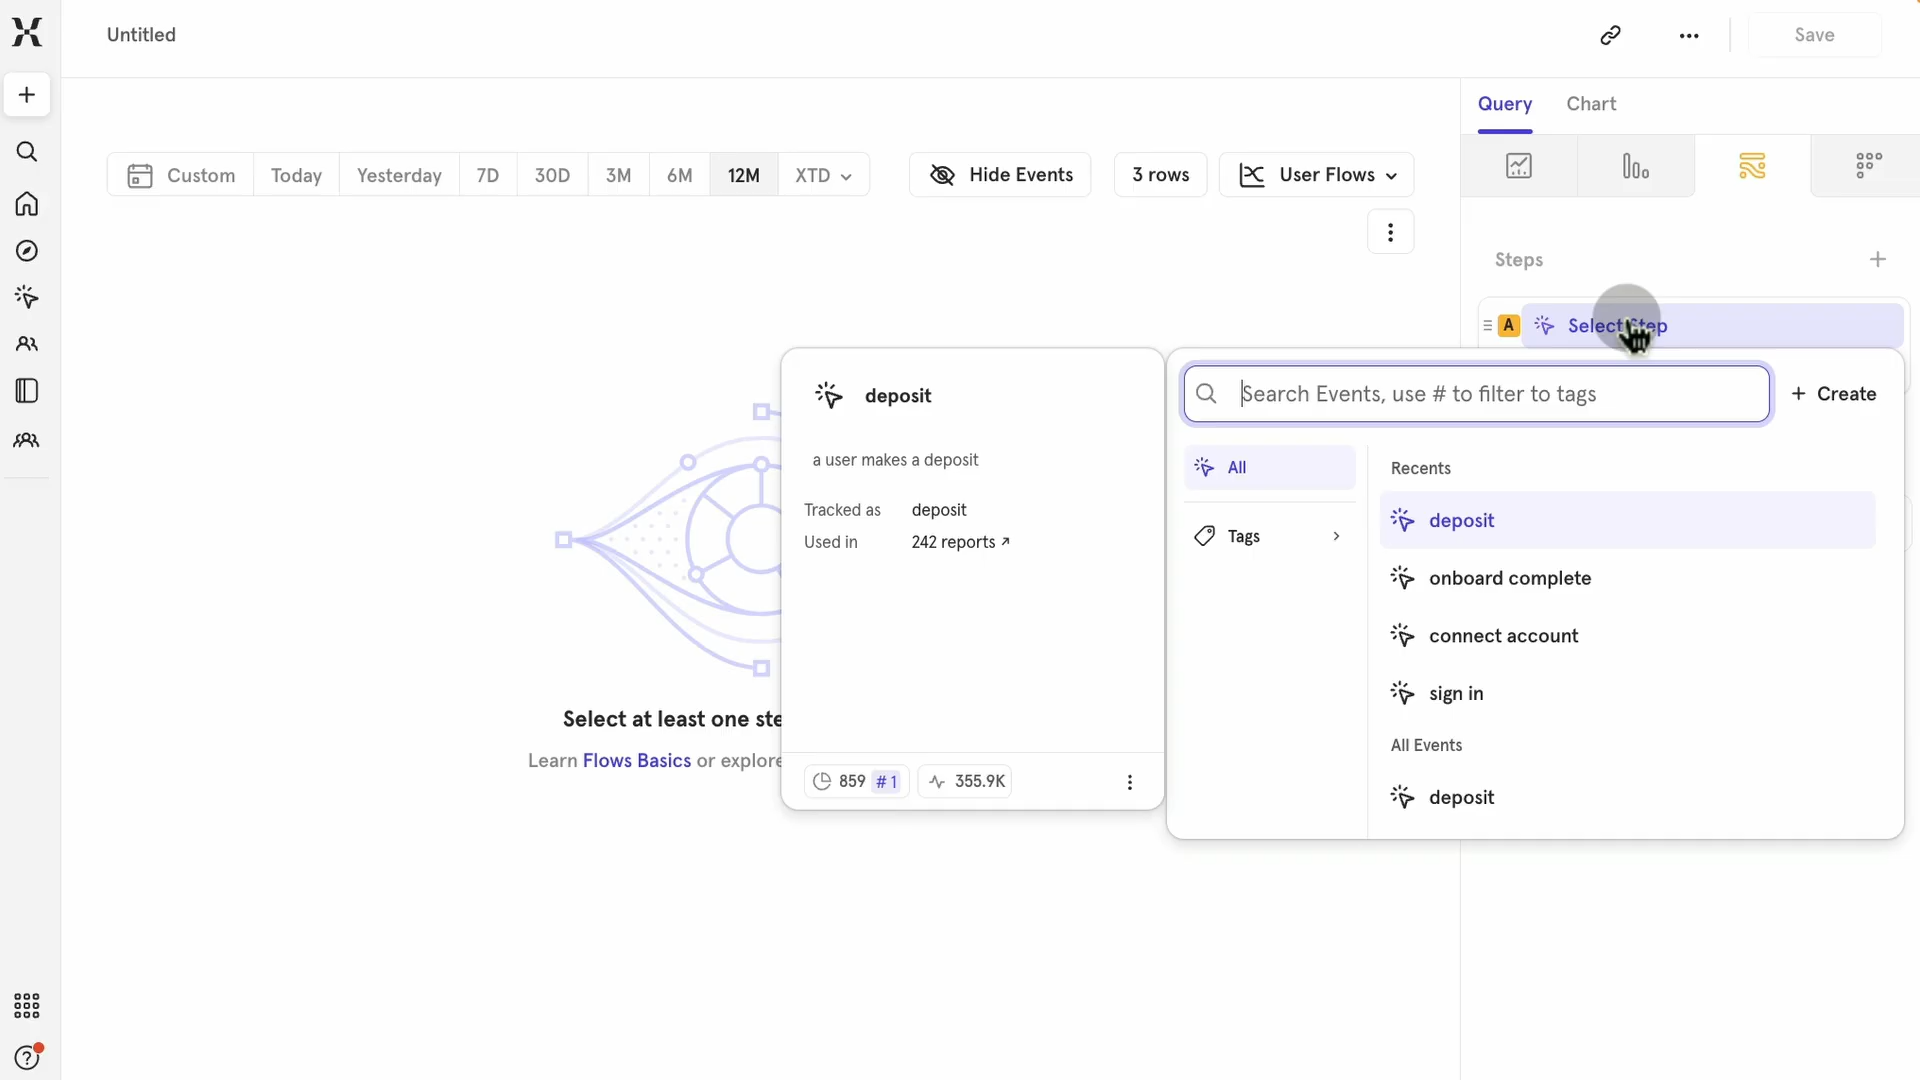 Untitled
Save
Query
Chart
Custom
Today
Yesterday
7D
30D
3M
6M
12M
XTD
Hide Events
3 rows
User Flows
Steps
A
Select Step
deposit
a user makes a deposit
Tracked as
deposit
Used in
242 reports
859
#1
355.9K
Search Events, use # to filter to tags
Create
All
Tags
Recents
deposit
onboard complete
connect account
sign in
All Events
deposit
Select at least one ste
Learn Flows Basics or explore